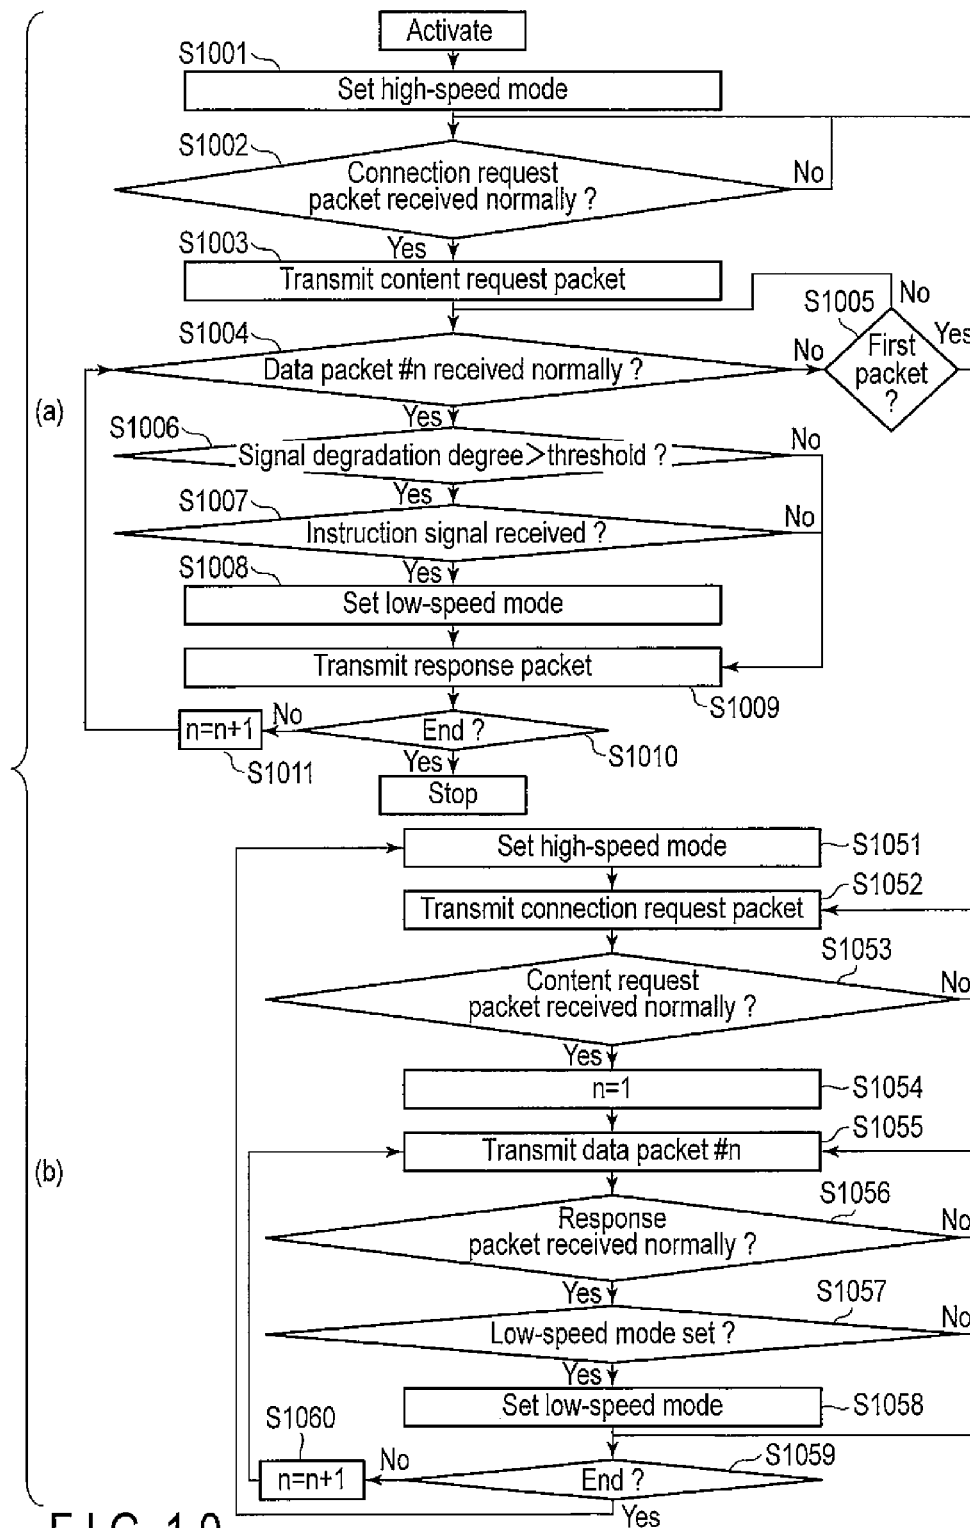 Activate
S1001
Set high-speed mode
S1002
Connection request
packet received normally ?
No
Yes
S1003
Transmit content request packet
No
S1005
S1004
Data packet #n received normally ?
No
First
packet
?
Yes
(a)
Yes
S1006
Signal degradation degree>threshold ?
No
Yes
S1007
Instruction signal received ?
No
Yes
S1008
Set low-speed mode
Transmit response packet
S1009
n=n+1
No
End ?
S1010
S1011
Yes
Stop
Set high-speed mode
S1051
Transmit connection request packet
S1052
S1053
Content request
packet received normally ?
No
Yes
n=1
S1054
Transmit data packet #n
S1055
(b)
S1056
Response
packet received normally ?
No
Yes
S1057
Low-speed mode set ?
No
Yes
Set low-speed mode
S1058
S1060
S1059
n=n+1
No
End ?
Yes